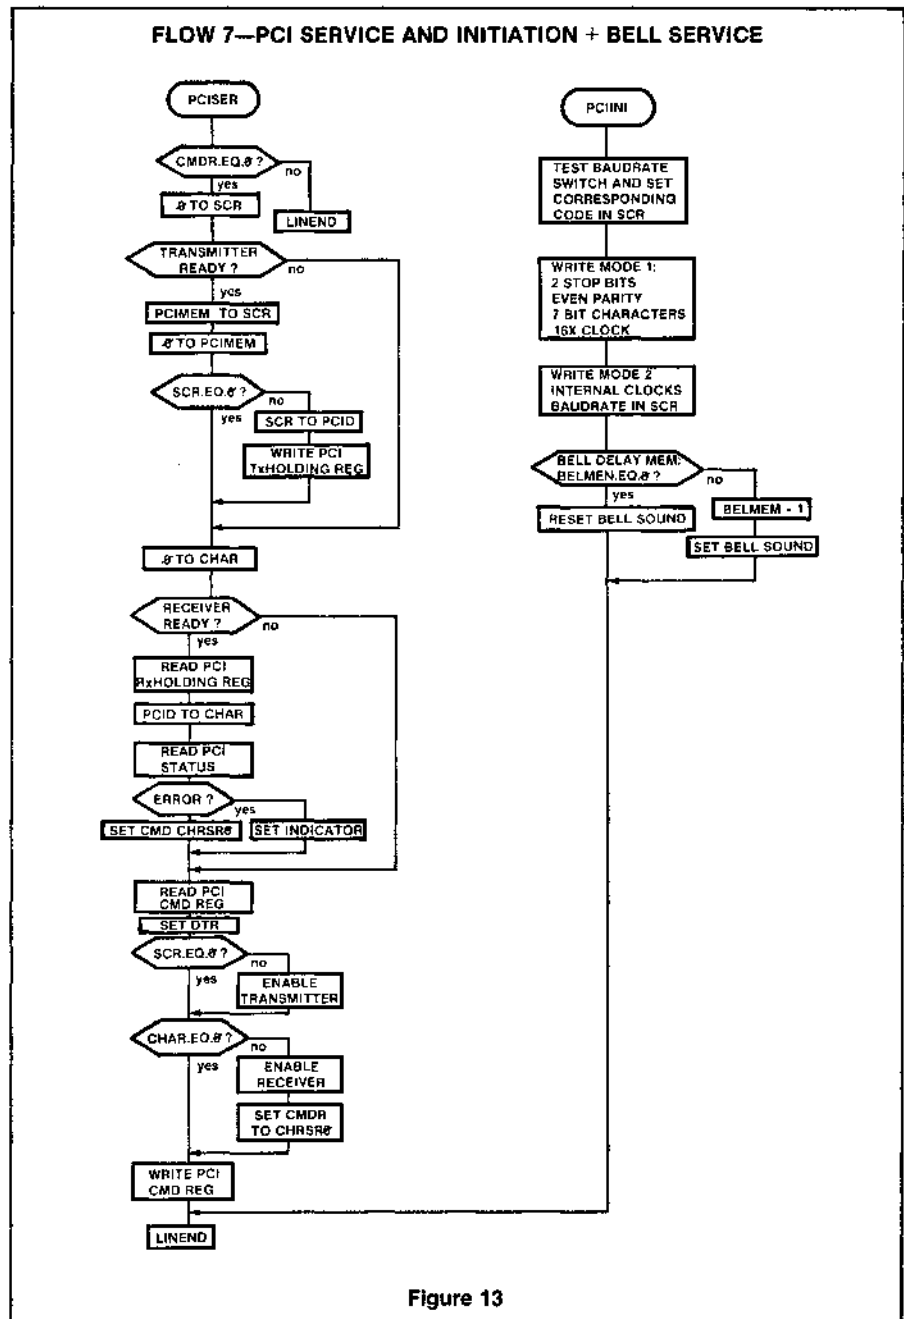 FLOW 7—PCI SERVICE AND INITIATION + BELL SERVICE
PCISER
CMDR.EQ.0̸ ?
no
yes
.0̸ TO SCR
LINEND
TRANSMITTER
READY ?
no
yes
PCIMEM TO SCR
.0̸ TO PCIMEM
SCR.EQ.0̸ ?
no
yes
SCR TO PCID
WRITE PCI
TxHOLDING REG
.0̸ TO CHAR
RECEIVER
READY ?
no
yes
READ PCI
RxHOLDING REG
PCID TO CHAR
READ PCI
STATUS
ERROR ?
yes
SET CMD CHRSR0̸
SET INDICATOR
READ PCI
CMD REG
SET DTR
SCR.EQ.0̸ ?
no
yes
ENABLE
TRANSMITTER
CHAR.EQ.0̸ ?
no
yes
ENABLE
RECEIVER
SET CMDR
TO CHRSR0̸
WRITE PCI
CMD REG
LINEND
PCIINI
TEST BAUDRATE
SWITCH AND SET
CORRESPONDING
CODE IN SCR
WRITE MODE 1:
2 STOP BITS
EVEN PARITY
7 BIT CHARACTERS
16X CLOCK
WRITE MODE 2
INTERNAL CLOCKS
BAUDRATE IN SCR
BELL DELAY MEM:
BELMEN.EQ.0̸ ?
no
yes
RESET BELL SOUND
BELMEM - 1
SET BELL SOUND
Figure 13